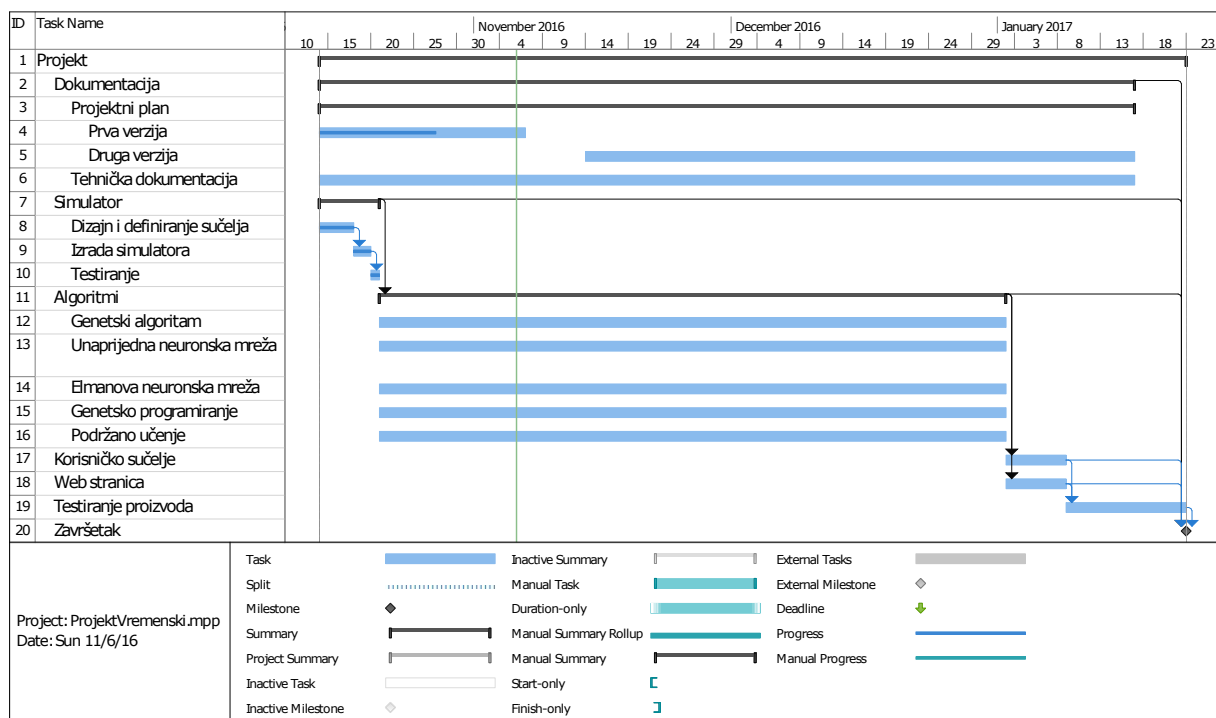 ID Task Name November 2016 December 2016 January 2017
10 15 20 25 30 4 9 14 19 24 29 4 9 14 19 24 29 3 8 13 18 23
1 Projekt
2 Dokumentacija
3 Projektni plan
4 Prva verzija
5 Druga verzija
6 Tehnička dokumentacija
7 Simulator
8 Dizajn i definiranje sučelja
9 Izrada simulatora
10 Testiranje
11 Algoritmi
12 Genetski algoritam
13 Unaprijedna neuronska mreža
14 Elmanova neuronska mreža
15 Genetsko programiranje
16 Podržano učenje
17 Korisničko sučelje
18 Web stranica
19 Testiranje proizvoda
20 Završetak
Project: ProjektVremenski.mpp
Date: Sun 11/6/16
Task
Split
Milestone
Summary
Project Summary
Inactive Task
Inactive Milestone
Inactive Summary
Manual Task
Duration-only
Manual Summary Rollup
Manual Summary
Start-only
Finish-only
External Tasks
External Milestone
Deadline
Progress
Manual Progress